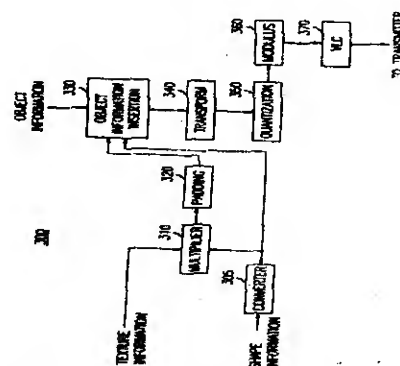 300
TEXTURE
INFORMATION
SHAPE
INFORMATION
305
CONVERTER
310
MULTIPLIER
320
PADDING
OBJECT
INFORMATION
330
OBJECT
INFORMATION
INSERTION
340
TRANSFORM
350
QUANTIZATION
360
MODULUS
370
VLC
TO TRANSMITTER